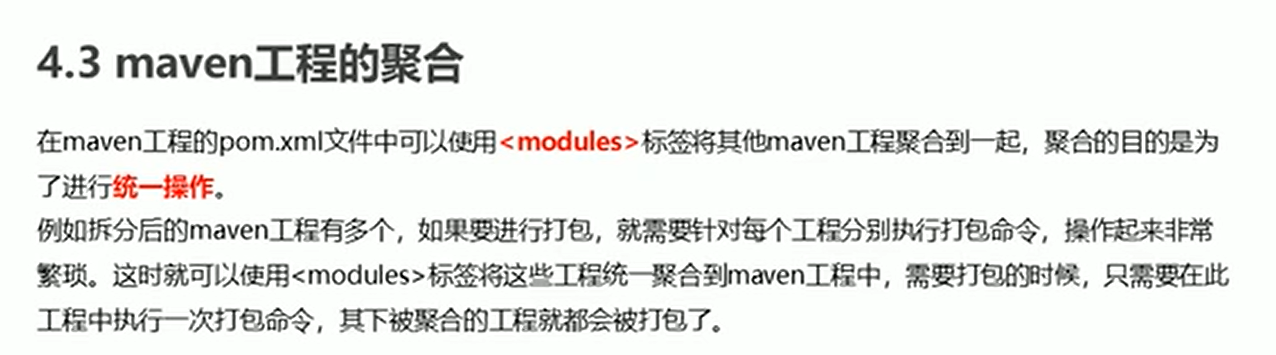 4.3 maven工程的聚合
在maven工程的pom.xml文件中可以使用<modules>标签将其他maven工程聚合到一起，聚合的目的是为
了进行统一操作。
例如拆分后的maven工程有多个，如果要进行打包，就需要针对每个工程分别执行打包命令，操作起来非常
繁琐。这时就可以使用<modules>标签将这些工程统一聚合到maven工程中，需要打包的时候，只需要在此
工程中执行一次打包命令，其下被聚合的工程就都会被打包了。